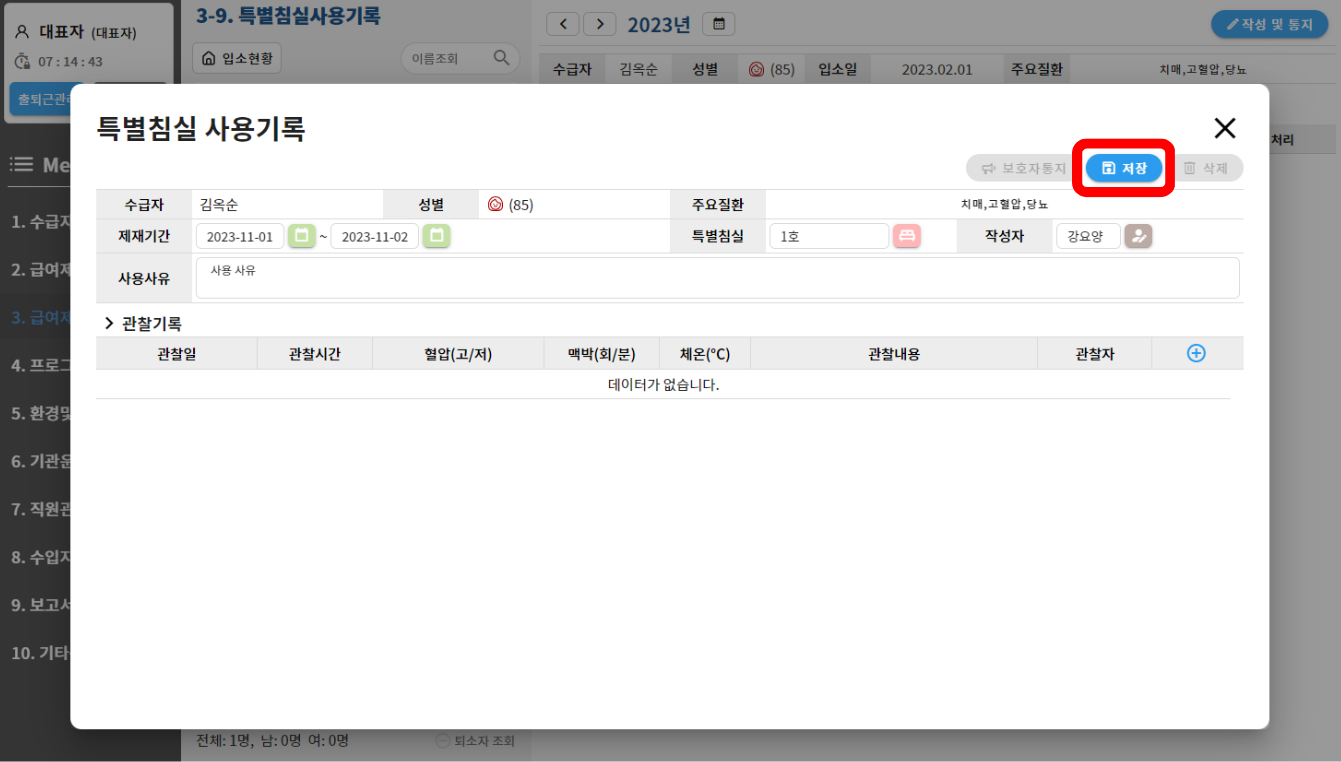 대표자 (대표자)
07 : 14 : 43
출퇴근관리
Me
1. 수급자
2. 급여제
3. 급여제
4. 프로그
5. 환경및
6. 기관운
7. 직원관
8. 수입지
9. 보고서
10. 기타
3-9. 특별침실사용기록
입소현황
이름조회
2023년
작성 및 통지
수급자 김옥순 성별 (85) 입소일 2023.02.01 주요질환 치매,고혈압,당뇨
처리
특별침실 사용기록
보호자통지 저장 삭제
수급자 김옥순 성별 (85) 주요질환 치매,고혈압,당뇨
제재기간 2023-11-01 ~ 2023-11-02 특별침실 1호 작성자 강요양
사용사유 사용 사유
관찰기록
관찰일 관찰시간 혈압(고/저) 맥박(회/분) 체온(℃) 관찰내용 관찰자
데이터가 없습니다.
전체: 1명, 남: 0명 여: 0명 퇴소자 조회